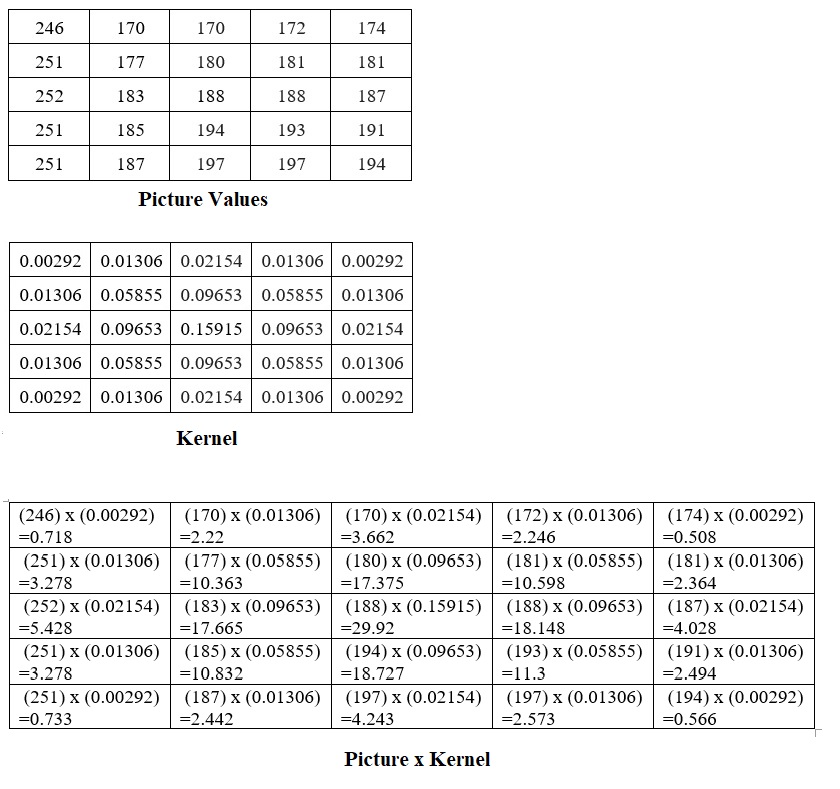 246 170 170 172 174
251 177 180 181 181
252 183 188 188 187
251 185 194 193 191
251 187 197 197 194
Picture Values
0.00292 0.01306 0.02154 0.01306 0.00292
0.01306 0.05855 0.09653 0.05855 0.01306
0.02154 0.09653 0.15915 0.09653 0.02154
0.01306 0.05855 0.09653 0.05855 0.01306
0.00292 0.01306 0.02154 0.01306 0.00292
Kernel
(246) x (0.00292) (170) x (0.01306) (170) x (0.02154) (172) x (0.01306) (174) x (0.00292)
=0.718 =2.22 =3.662 =2.246 =0.508
(251) x (0.01306) (177) x (0.05855) (180) x (0.09653) (181) x (0.05855) (181) x (0.01306)
=3.278 =10.363 =17.375 =10.598 =2.364
(252) x (0.02154) (183) x (0.09653) (188) x (0.15915) (188) x (0.09653) (187) x (0.02154)
=5.428 =17.665 =29.92 =18.148 =4.028
(251) x (0.01306) (185) x (0.05855) (194) x (0.09653) (193) x (0.05855) (191) x (0.01306)
=3.278 =10.832 =18.727 =11.3 =2.494
(251) x (0.00292) (187) x (0.01306) (197) x (0.02154) (197) x (0.01306) (194) x (0.00292)
=0.733 =2.442 =4.243 =2.573 =0.566
Picture x Kernel